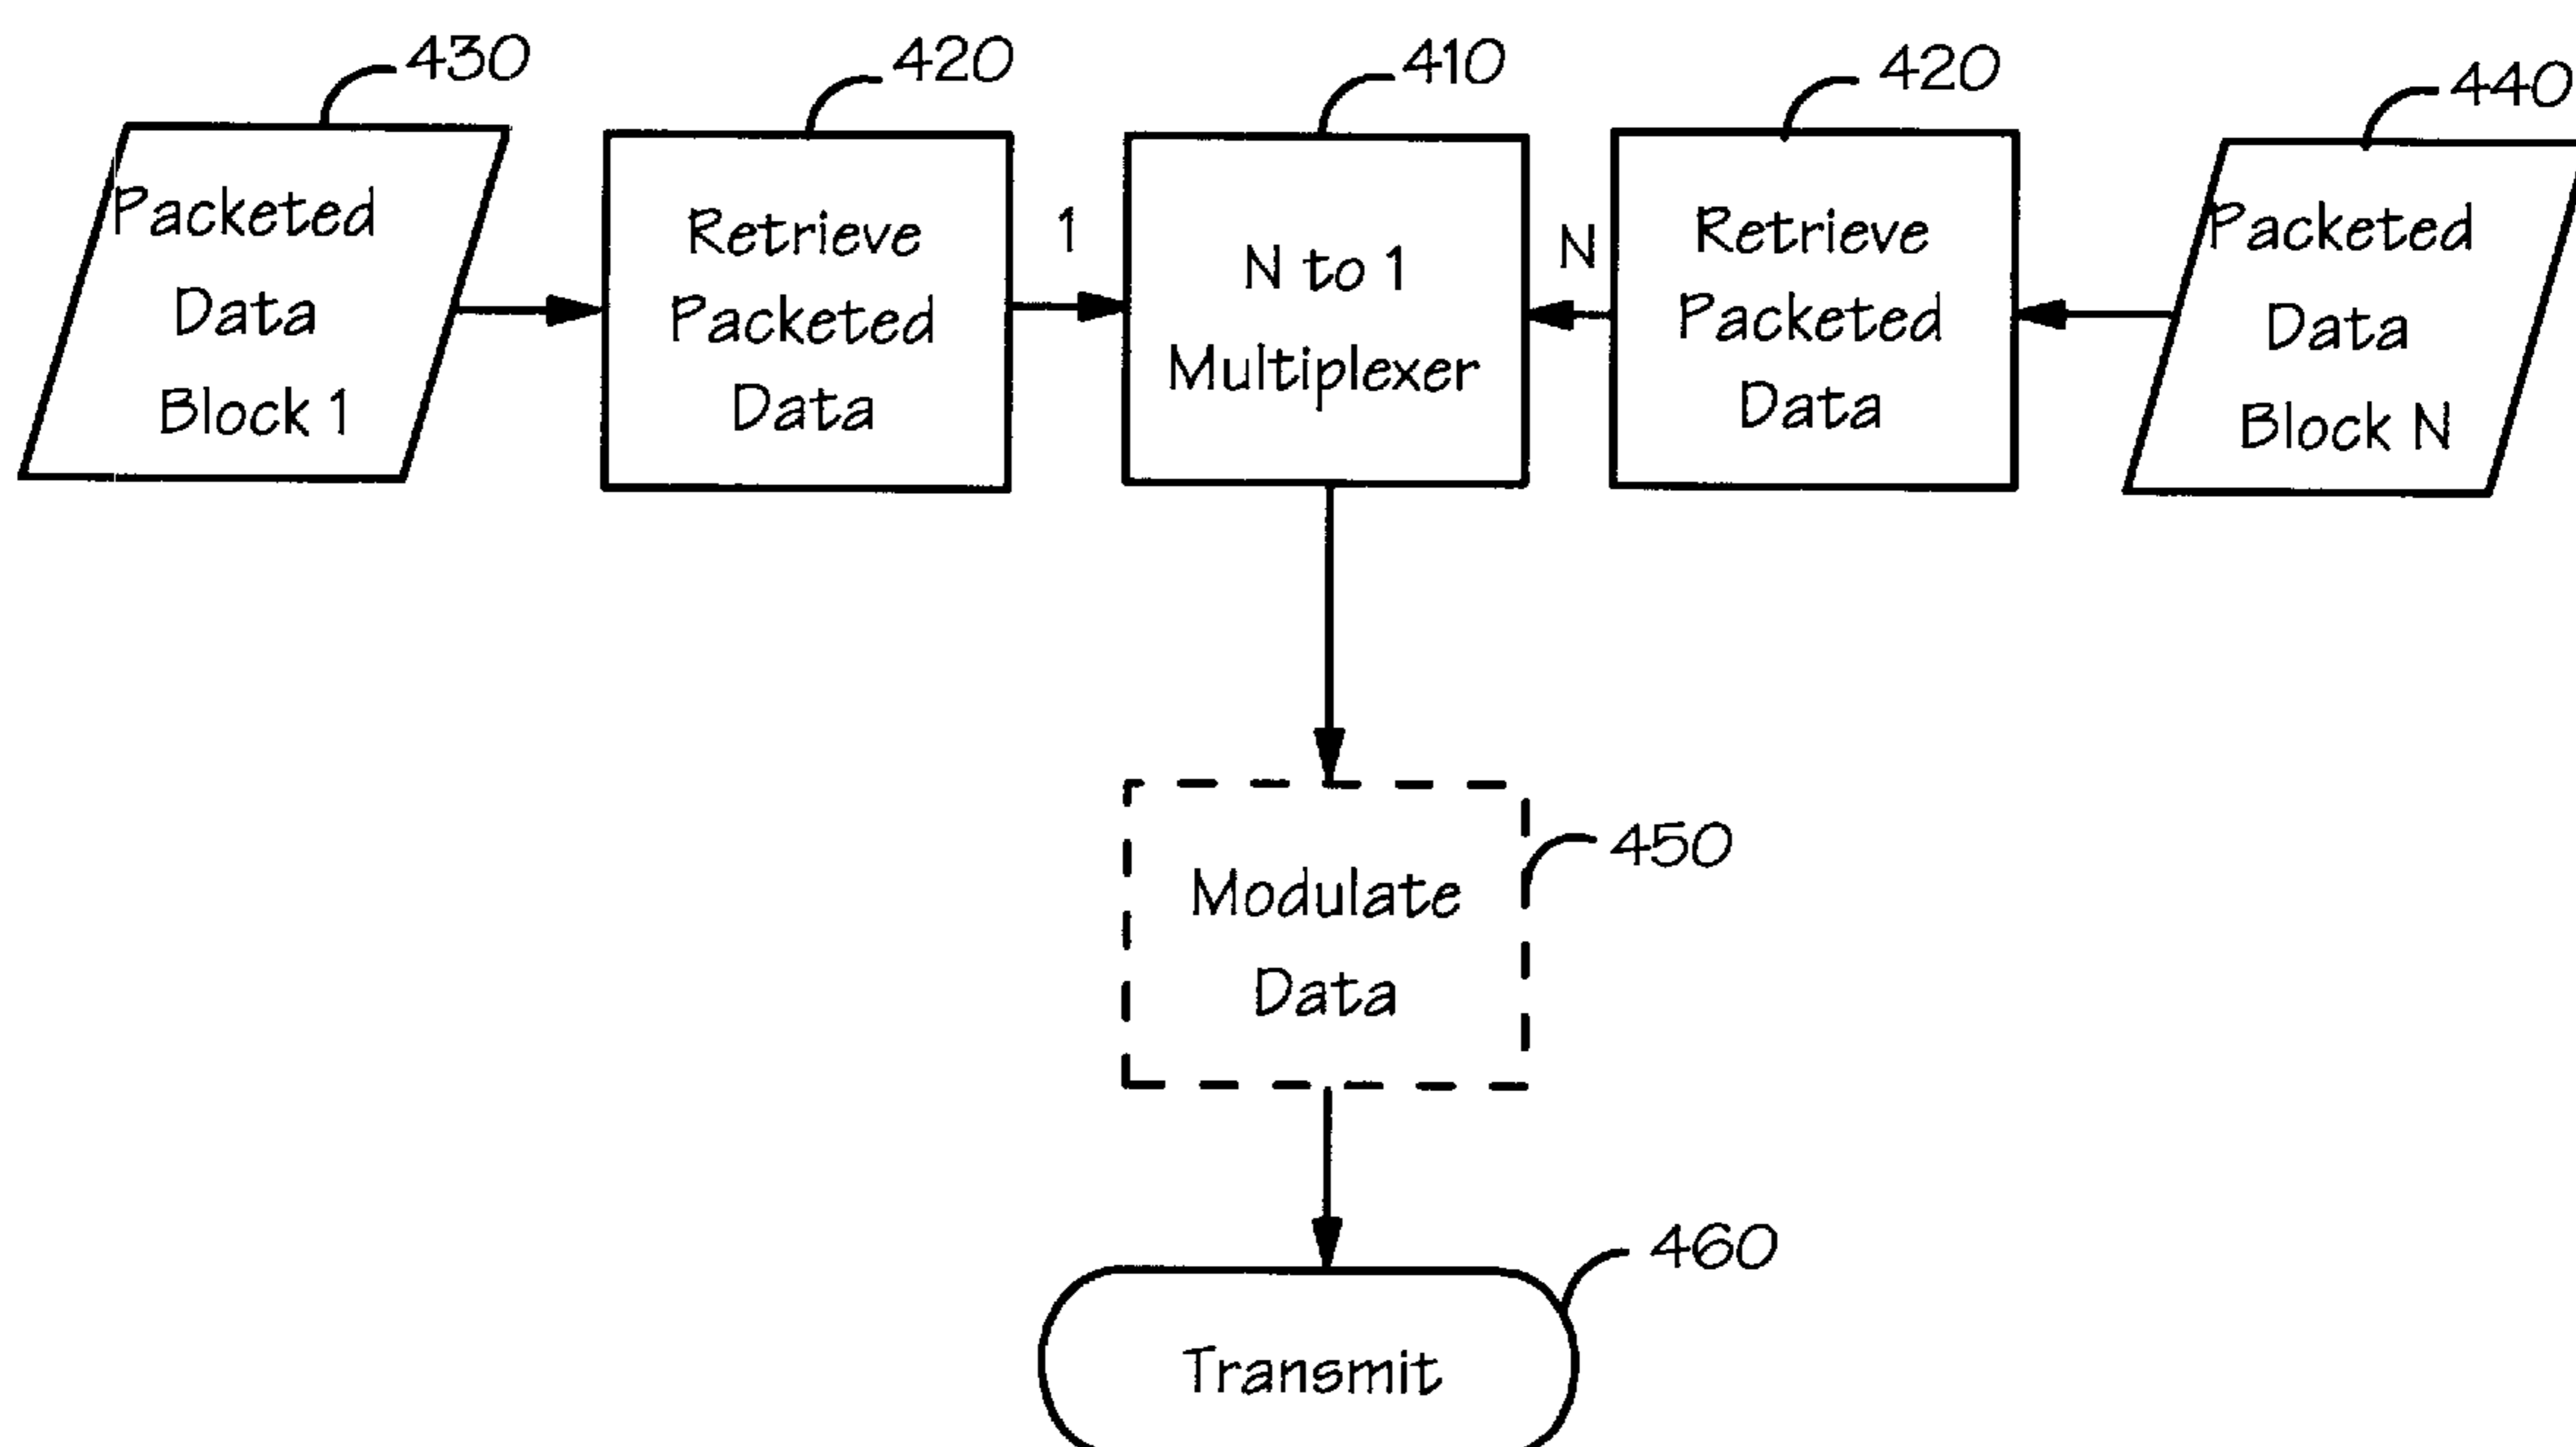 430
420
410
420
440
Packeted
Data
Block 1
Retrieve
Packeted
Data
1
N to 1
Multiplexer
N
Retrieve
Packeted
Data
Packeted
Data
Block N
450
Modulate
Data
460
Transmit